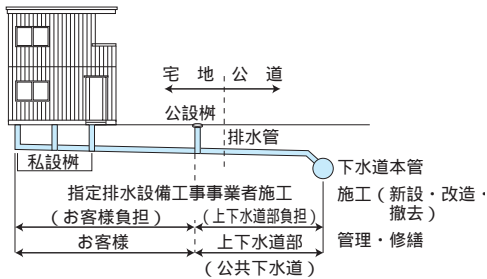 宅地 公道
公設桝
排水管
私設桝
下水道本管
指定排水設備工事事業者施工
施工(新設・改造・撤去)
(お客様負担)
(上下水道部負担)
お客様
上下水道部
管理・修繕
(公共下水道)